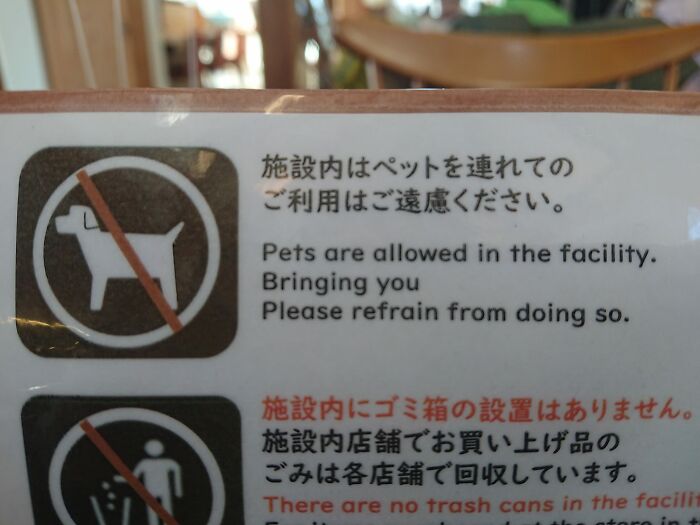 施設内はペットを連れての
ご利用はご遠慮ください。
Pets are allowed in the facility.
Bringing you
Please refrain from doing so.
施設内にゴミ箱の設置はありません。
施設内店舗でお買い上げ品の
ごみは各店舗で回収しています。
There are no trash cans in the facili